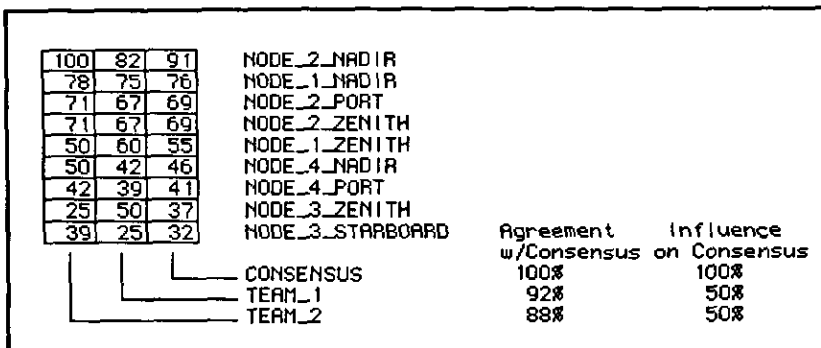 100 82 91 NODE_2_NADIR
78 75 76 NODE_1_NADIR
71 67 69 NODE_2_PORT
71 67 69 NODE_2_ZENITH
50 60 55 NODE_1_ZENITH
50 42 46 NODE_4_NADIR
42 39 41 NODE_4_PORT
25 50 37 NODE_3_ZENITH
39 25 32 NODE_3_STARBOARD Agreement Influence
w/Consensus on Consensus
CONSENSUS 100% 100%
TEAM_1 92% 50%
TEAM_2 88% 50%